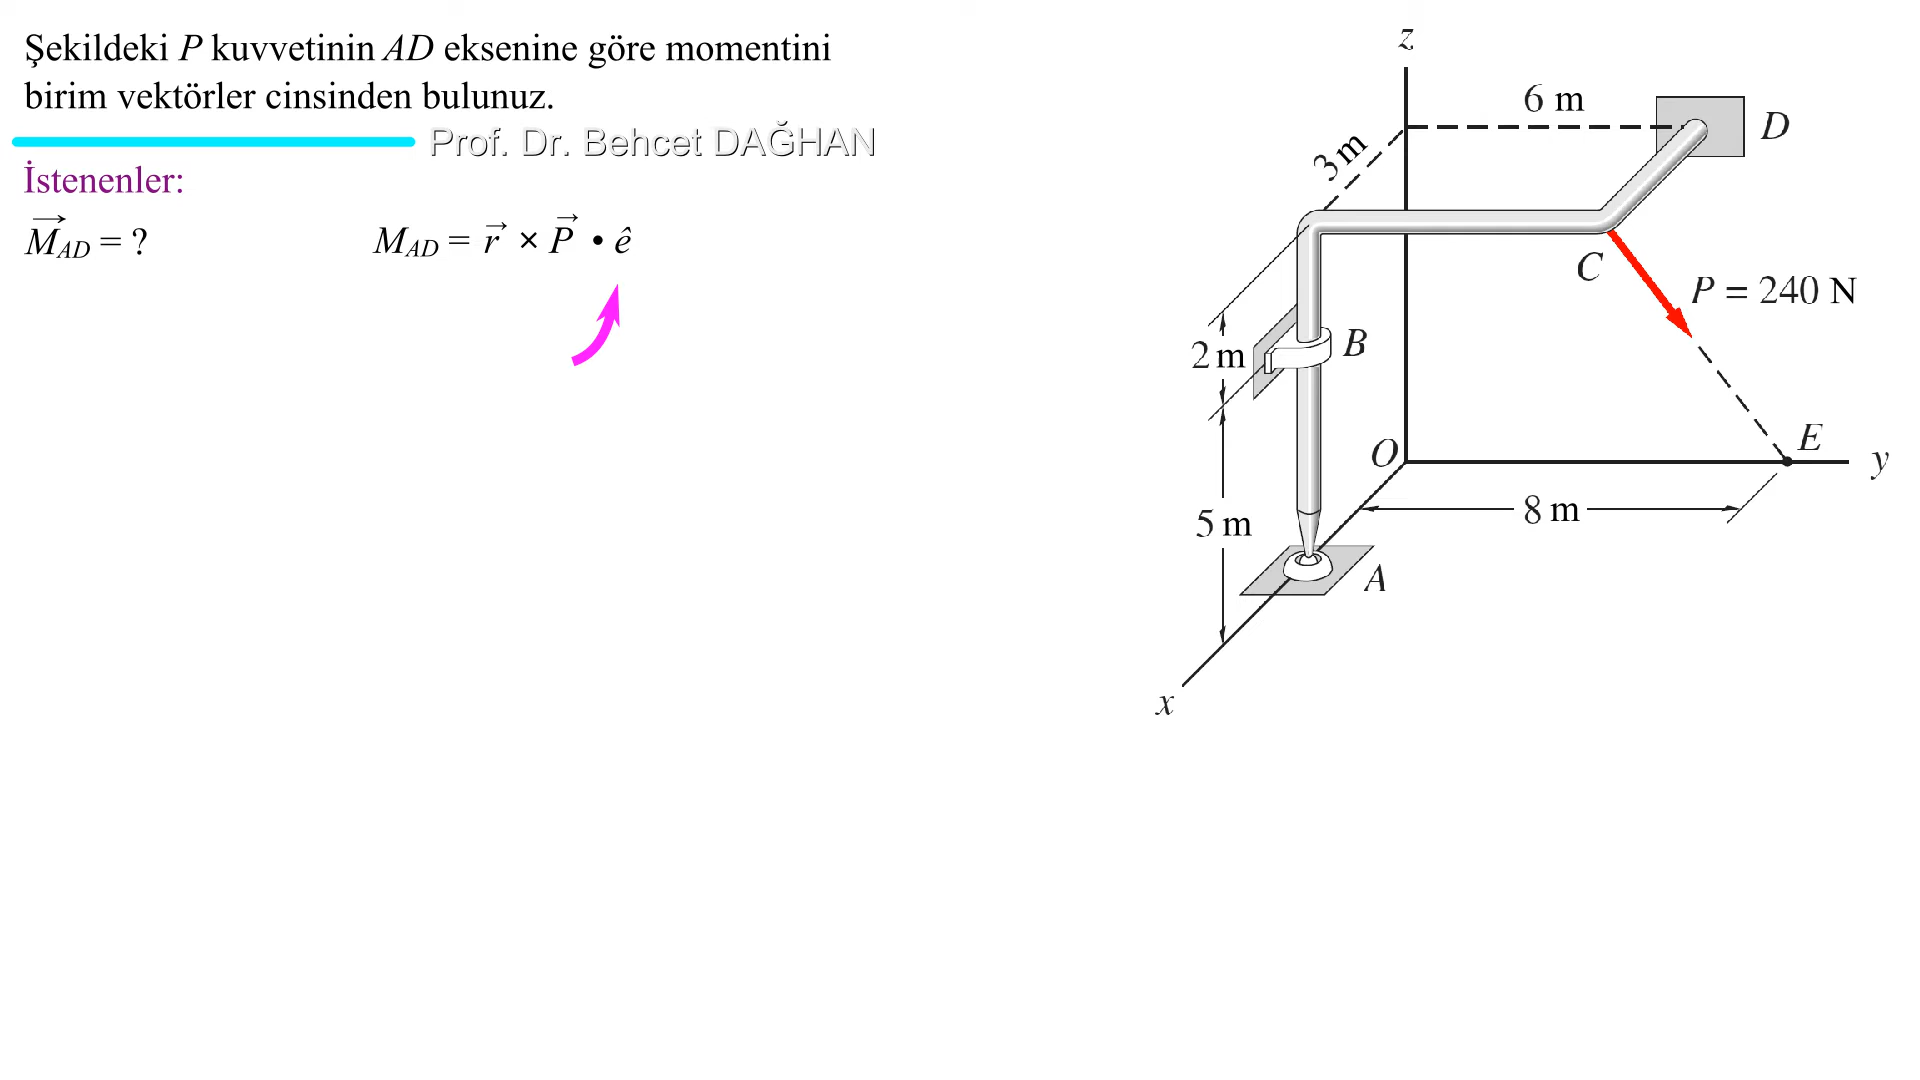 Şekildeki P kuvvetinin AD eksenine göre momentini
birim vektörler cinsinden bulunuz.
Prof. Dr. Behcet DAĞHAN
İstenenler:
M⃗AD = ?
MAD = r⃗ × P⃗ • ê
z
6 m
D
3 m
C
P = 240 N
2 m
B
O
E
y
8 m
5 m
A
x